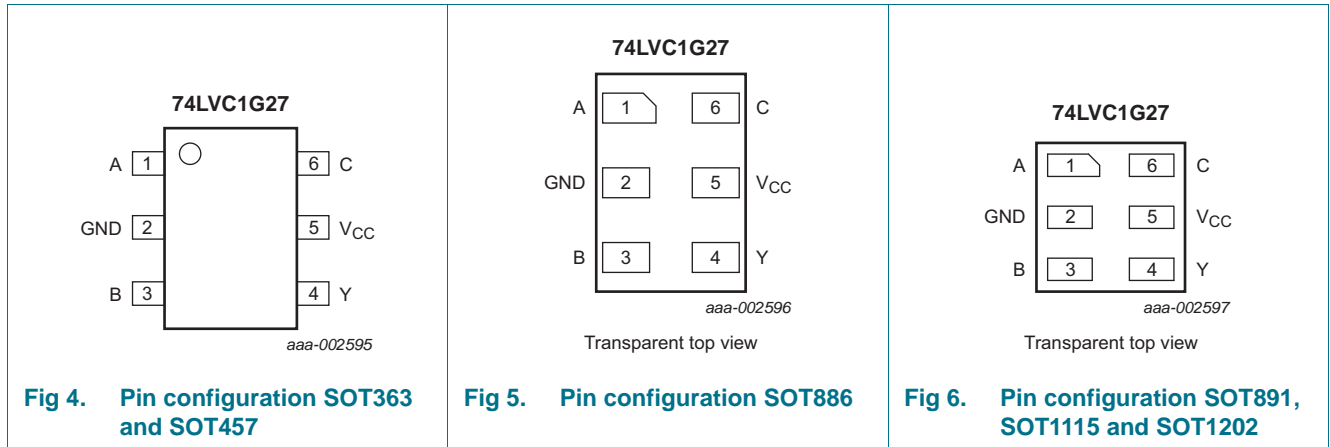 74LVC1G27
A 1 6 C
GND 2 5 VCC
B 3 4 Y
aaa-002595
Fig 4. Pin configuration SOT363
and SOT457
74LVC1G27
A 1 6 C
GND 2 5 VCC
B 3 4 Y
aaa-002596
Transparent top view
Fig 5. Pin configuration SOT886
74LVC1G27
A 1 6 C
GND 2 5 VCC
B 3 4 Y
aaa-002597
Transparent top view
Fig 6. Pin configuration SOT891,
SOT1115 and SOT1202